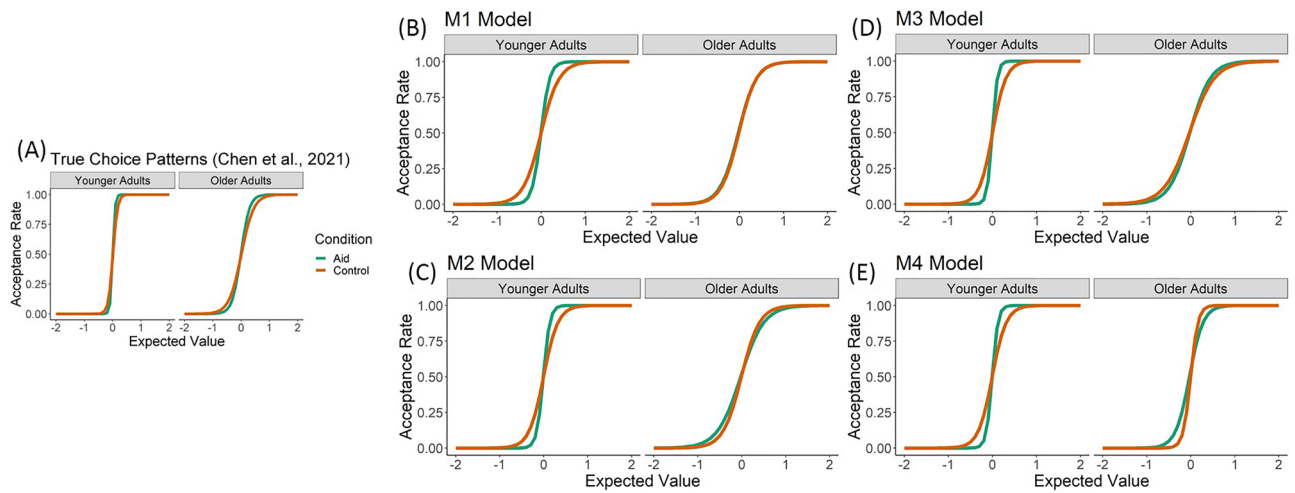 (A) True Choice Patterns (Chen et al., 2021)
Younger Adults Older Adults
Acceptance Rate
1.00
0.75
0.50
0.25
0.00
-2 -1 0 1 2 -2 -1 0 1 2
Expected Value
Condition
Aid
Control
(B) M1 Model
Younger Adults Older Adults
Acceptance Rate
1.00
0.75
0.50
0.25
0.00
-2 -1 0 1 2 -2 -1 0 1 2
Expected Value
(C) M2 Model
Younger Adults Older Adults
Acceptance Rate
1.00
0.75
0.50
0.25
0.00
-2 -1 0 1 2 -2 -1 0 1 2
Expected Value
(D) M3 Model
Younger Adults Older Adults
Acceptance Rate
1.00
0.75
0.50
0.25
0.00
-2 -1 0 1 2 -2 -1 0 1 2
Expected Value
(E) M4 Model
Younger Adults Older Adults
Acceptance Rate
1.00
0.75
0.50
0.25
0.00
-2 -1 0 1 2 -2 -1 0 1 2
Expected Value